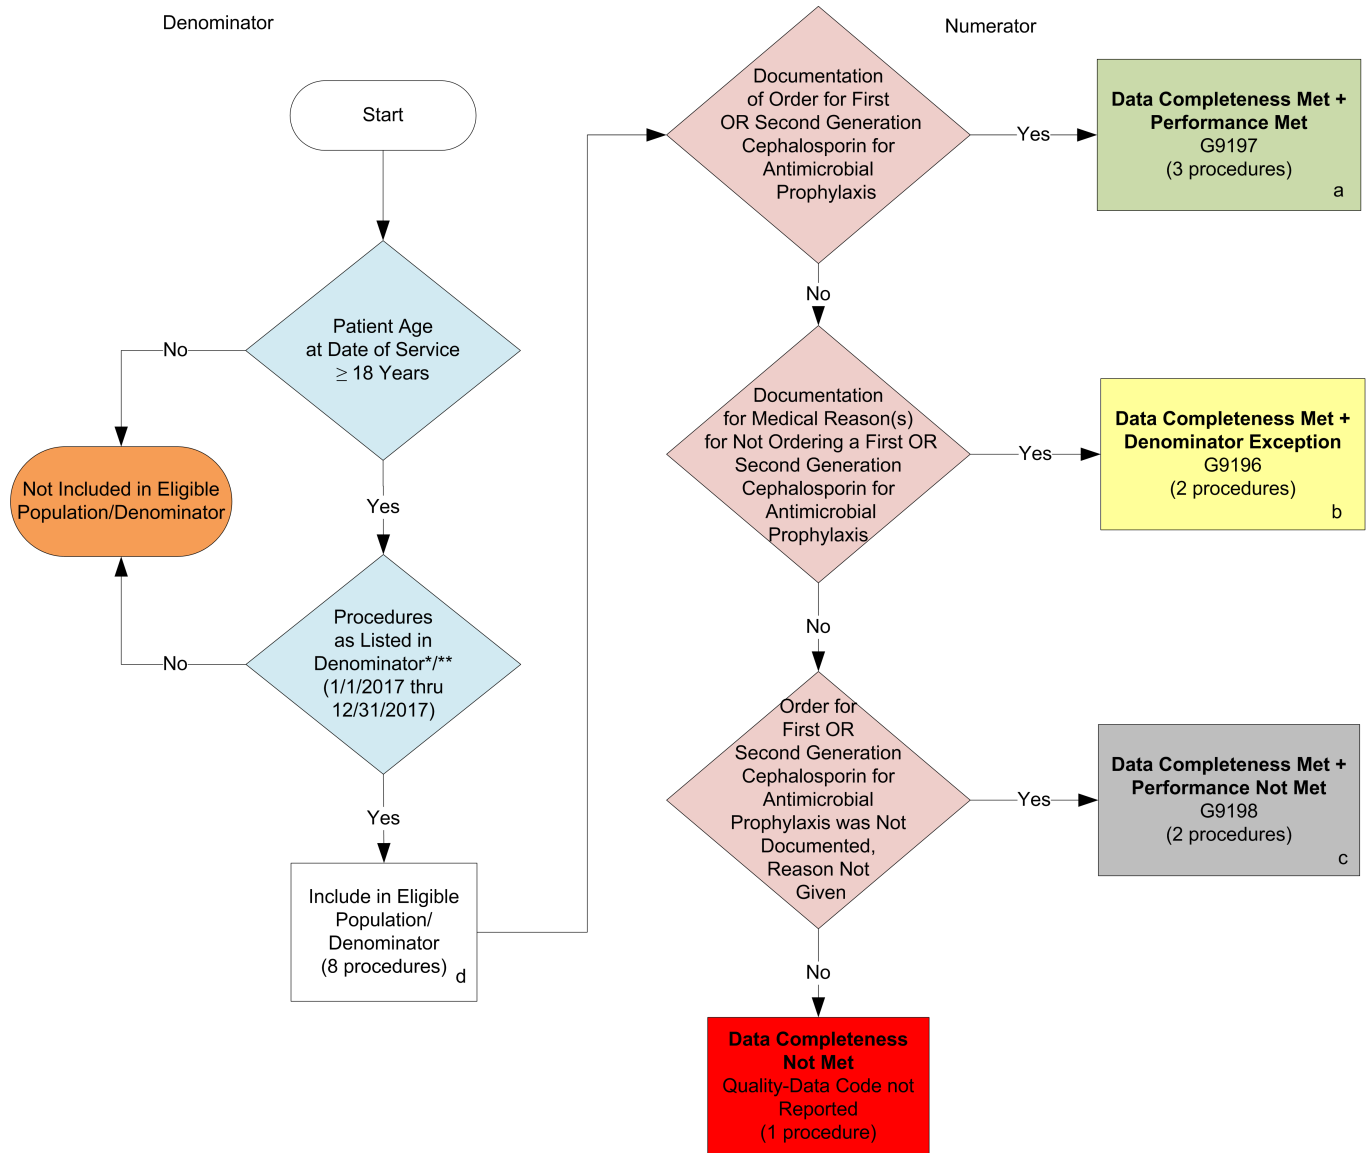 Denominator
Start
Patient Age
at Date of Service
≥ 18 Years
No
Not Included in Eligible
Population/Denominator
Yes
Procedures
as Listed in
Denominator*/**
(1/1/2017 thru
12/31/2017)
No
Yes
Include in Eligible
Population/
Denominator
(8 procedures)
d
Numerator
Documentation
of Order for First
OR Second Generation
Cephalosporin for
Antimicrobial
Prophylaxis
Yes
Data Completeness Met +
Performance Met
G9197
(3 procedures)
a
No
Documentation
for Medical Reason(s)
for Not Ordering a First OR
Second Generation
Cephalosporin for
Antimicrobial
Prophylaxis
Yes
Data Completeness Met +
Denominator Exception
G9196
(2 procedures)
b
No
Order for
First OR
Second Generation
Cephalosporin for
Antimicrobial
Prophylaxis was Not
Documented,
Reason Not
Given
Yes
Data Completeness Met +
Performance Not Met
G9198
(2 procedures)
c
No
Data Completeness
Not Met
Quality-Data Code not
Reported
(1 procedure)